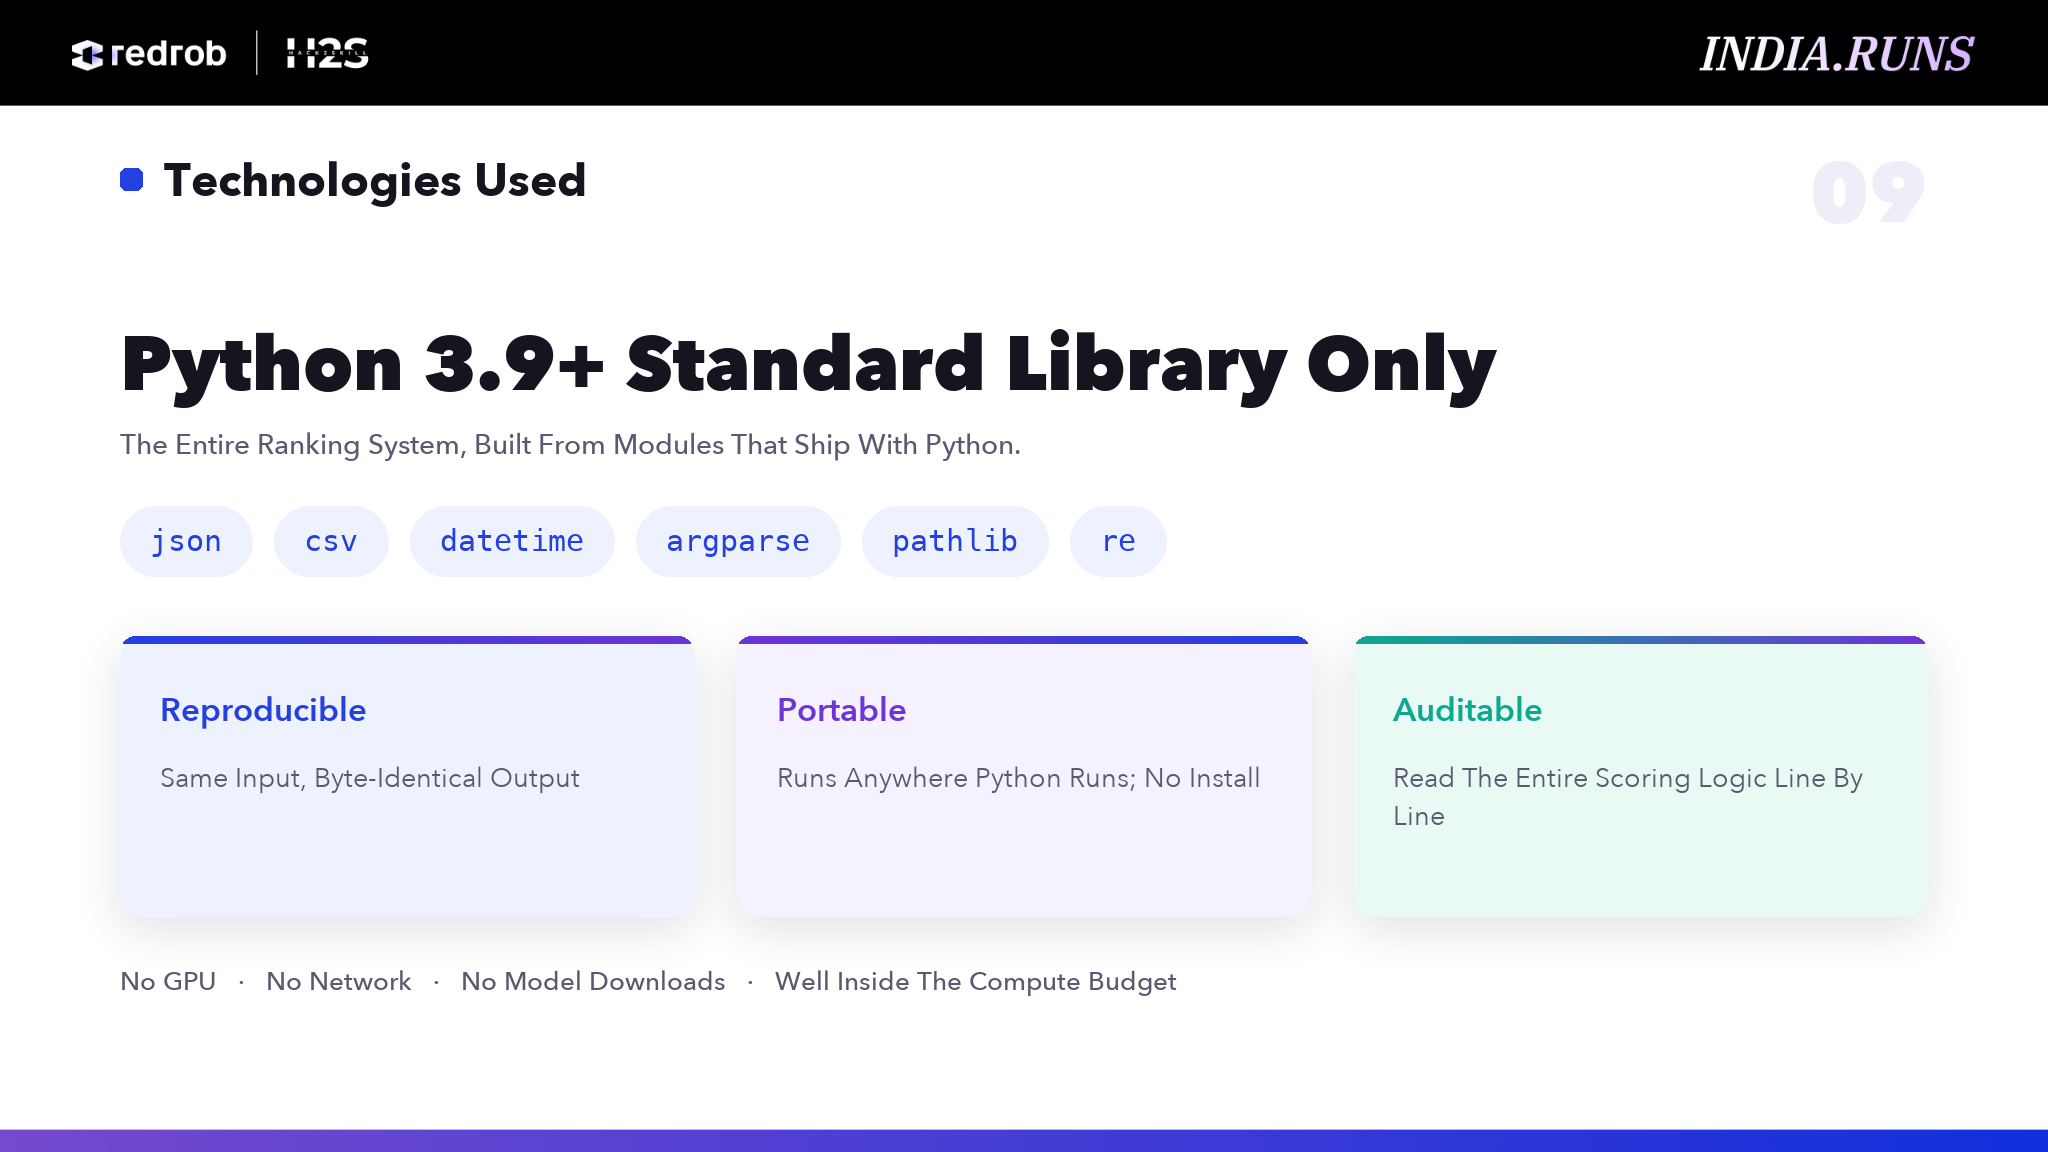 redrob
H2S
HACK2SKILL
INDIA.RUNS
Technologies Used
09
Python 3.9+ Standard Library Only
The Entire Ranking System, Built From Modules That Ship With Python.
json csv datetime argparse pathlib re
Reproducible
Same Input, Byte-Identical Output
Portable
Runs Anywhere Python Runs; No Install
Auditable
Read The Entire Scoring Logic Line By
Line
No GPU · No Network · No Model Downloads · Well Inside The Compute Budget